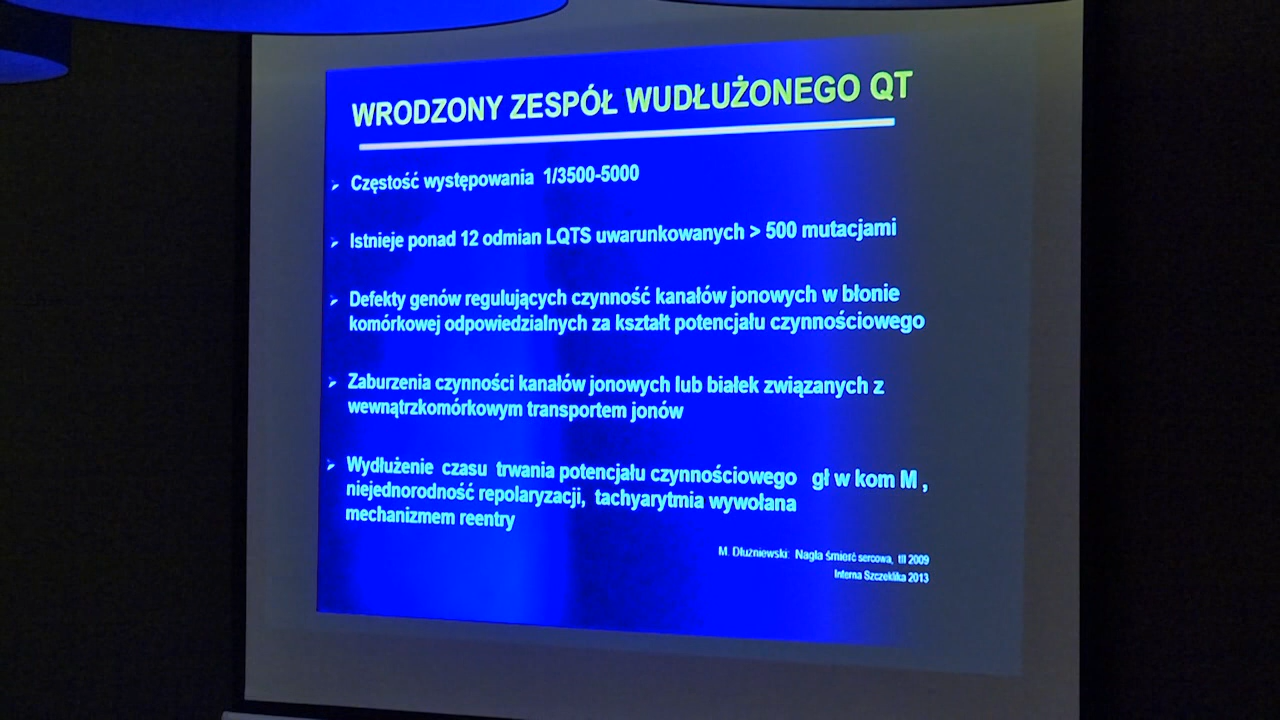 WRODZONY ZESPÓŁ WUDŁUŻONEGO QT
➢ Częstość występowania 1/3500-5000
➢ Istnieje ponad 12 odmian LQTS uwarunkowanych > 500 mutacjami
➢ Defekty genów regulujących czynność kanałów jonowych w błonie
komórkowej odpowiedzialnych za kształt potencjału czynnościowego
➢ Zaburzenia czynności kanałów jonowych lub białek związanych z
wewnątrzkomórkowym transportem jonów
➢ Wydłużenie czasu trwania potencjału czynnościowego gł w kom M ,
niejednorodność repolaryzacji, tachyarytmia wywołana
mechanizmem reentry
M. Dłużniewski: Nagła śmierć sercowa, tII 2009
Interna Szczeklika 2013